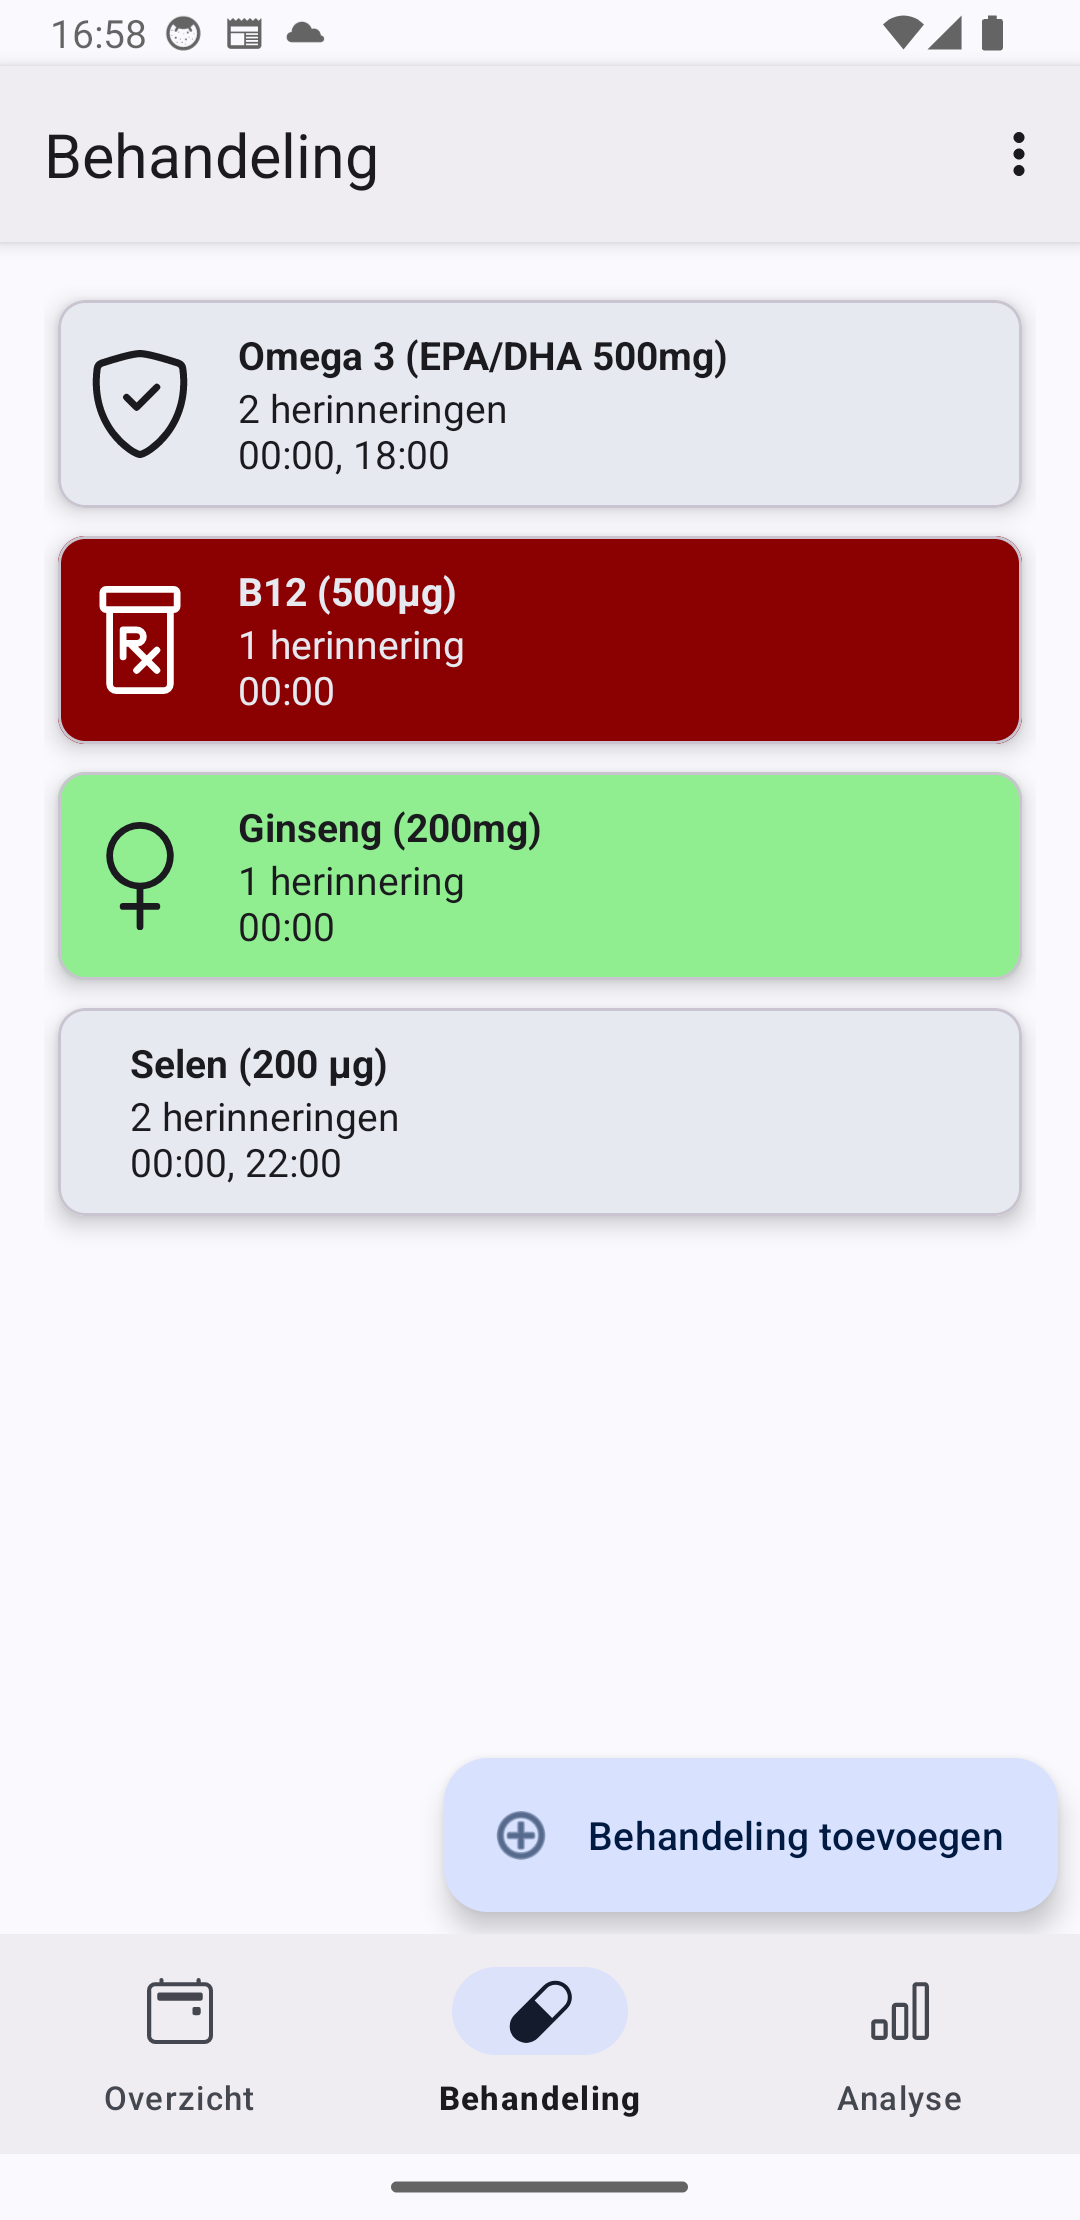 16:58
Behandeling
Omega 3 (EPA/DHA 500mg)
2 herinneringen
00:00, 18:00
B12 (500µg)
1 herinnering
00:00
Ginseng (200mg)
1 herinnering
00:00
Selen (200 µg)
2 herinneringen
00:00, 22:00
Behandeling toevoegen
Overzicht
Behandeling
Analyse